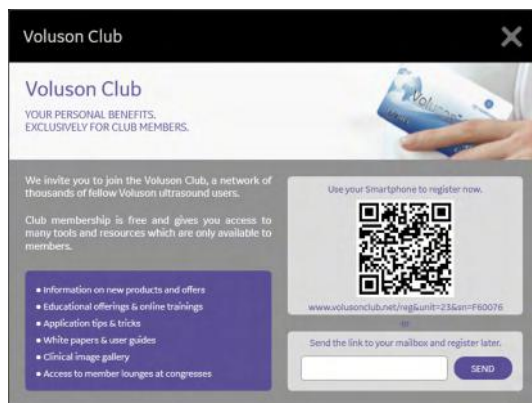 Voluson Club
Voluson Club
YOUR PERSONAL BENEFITS.
EXCLUSIVELY FOR CLUB MEMBERS.
Voluson
We invite you to join the Voluson Club, a network of
thousands of fellow Voluson ultrasound users.
Club membership is free and gives you access to
many tools and resources which are only available to
members.
• Information on new products and offers
• Educational offerings & online trainings
• Application tips & tricks
• White papers & user guides
• Clinical image gallery
• Access to member lounges at congresses
Use your Smartphone to register now.
www.volusonclub.net/reg&unit=23&sn=F60076
-or-
Send the link to your mailbox and register later.
SEND